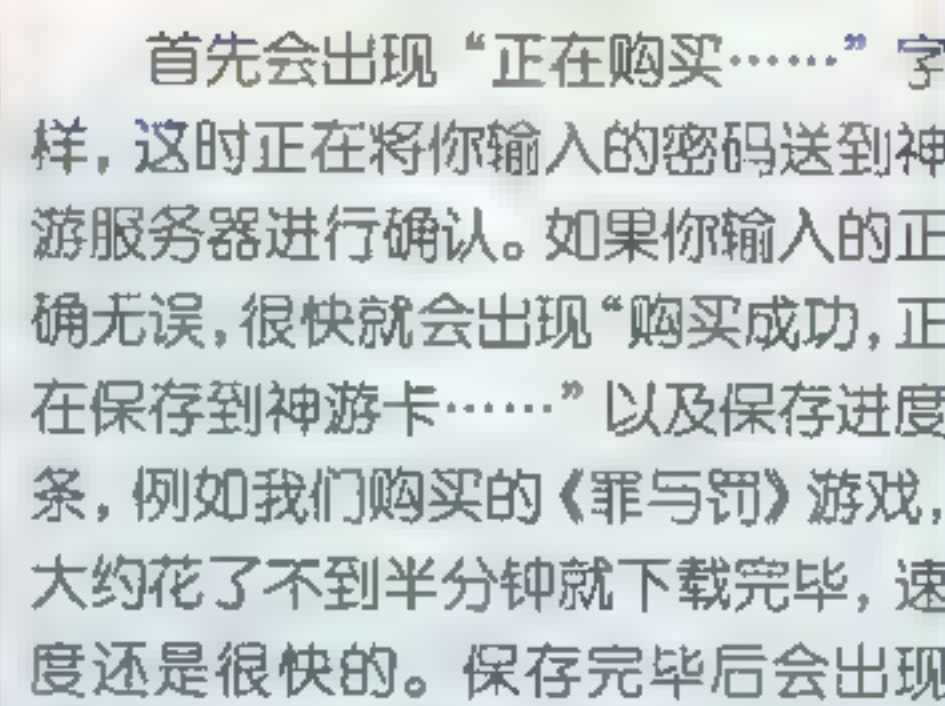 首先会出现“正在购买……”字
样，这时正在将你输入的密码送到神
游服务器进行确认。如果你输入的正
确无误，很快就会出现“购买成功，正
在保存到神游卡……”以及保存进度
条，例如我们购买的《罪与罚》游戏，
大约花了不到半分钟就下载完毕，速
度还是很快的。保存完毕后会出现